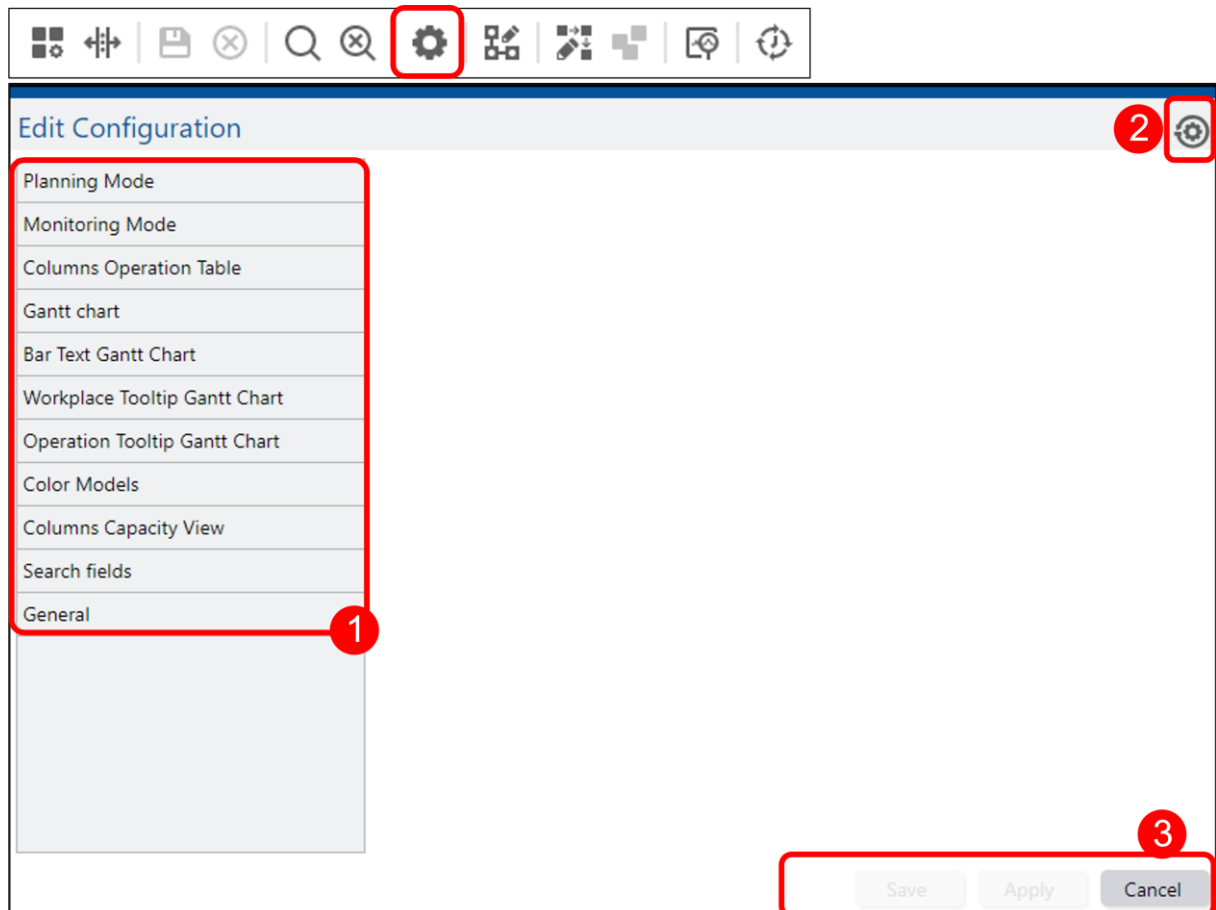 Edit Configuration
2
Planning Mode
Monitoring Mode
Columns Operation Table
Gantt chart
Bar Text Gantt Chart
Workplace Tooltip Gantt Chart
Operation Tooltip Gantt Chart
Color Models
Columns Capacity View
Search fields
General
1
3
Save
Apply
Cancel